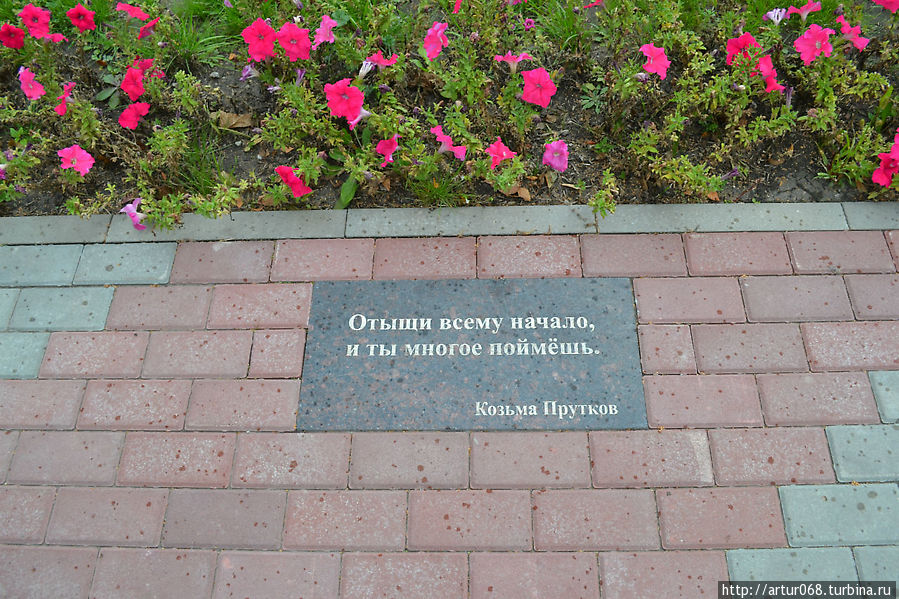 Отыщи всему начало,
и ты многое поймёшь.
Козьма Прутков
http://artur068.turbina.ru